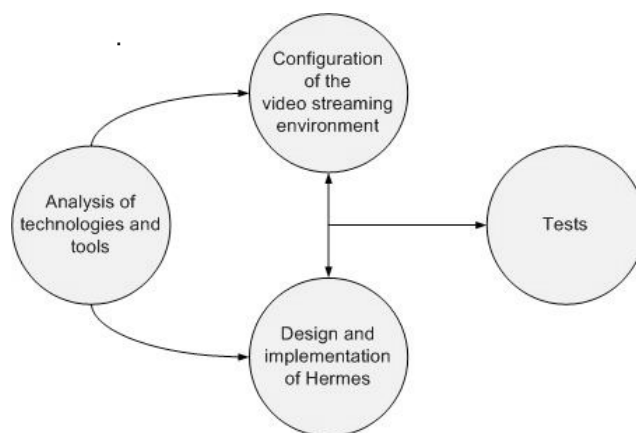 Configuration
of the
video streaming
environment
Analysis of
technologies and
tools
Tests
Design and
implementation
of Hermes